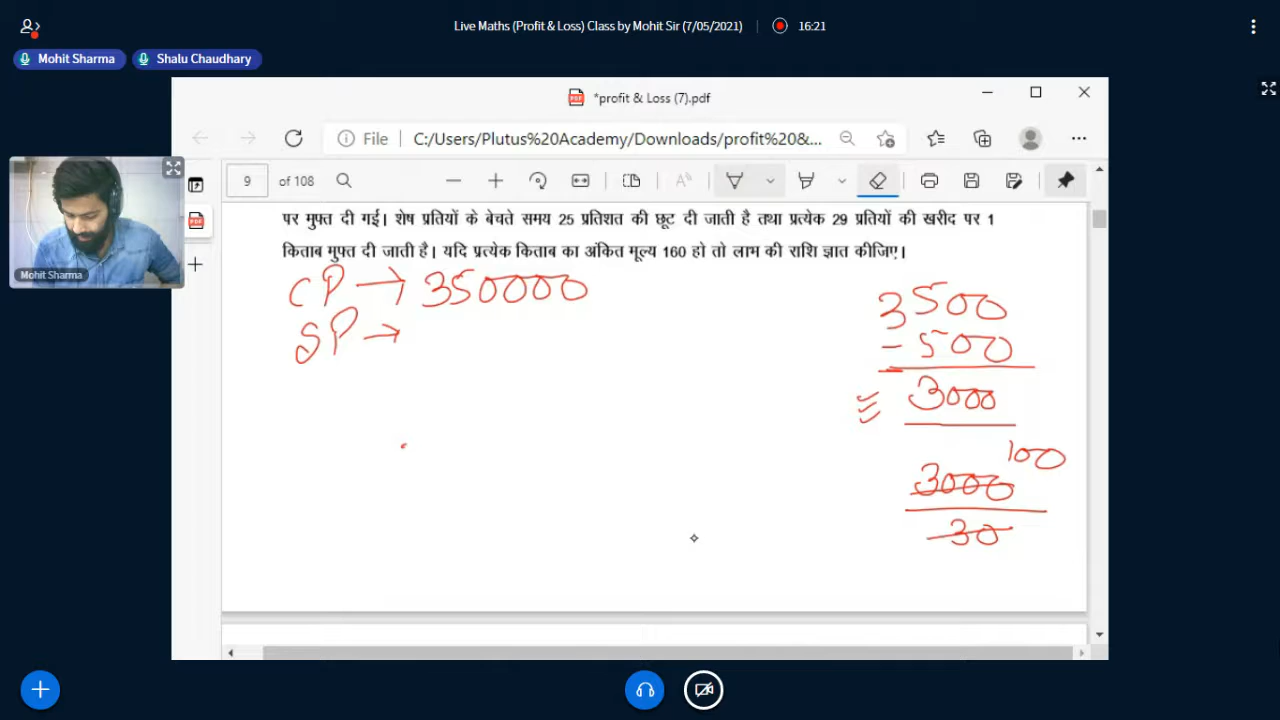 Live Maths (Profit & Loss) Class by Mohit Sir (7/05/2021)
16:21
Mohit Sharma
Shalu Chaudhary
*profit & Loss (7).pdf
File
C:/Users/Plutus%20Academy/Downloads/profit%20&...
9 of 108
Mohit Sharma
पर मुफ्त दी गई। शेष प्रतियों के बेचते समय 25 प्रतिशत की छूट दी जाती है तथा प्रत्येक 29 प्रतियों की खरीद पर 1
किताब मुफ्त दी जाती है। यदि प्रत्येक किताब का अंकित मूल्य 160 हो तो लाभ की राशि ज्ञात कीजिए।
CP → 350000
SP →
3500
- 500
3000
100
3000
30